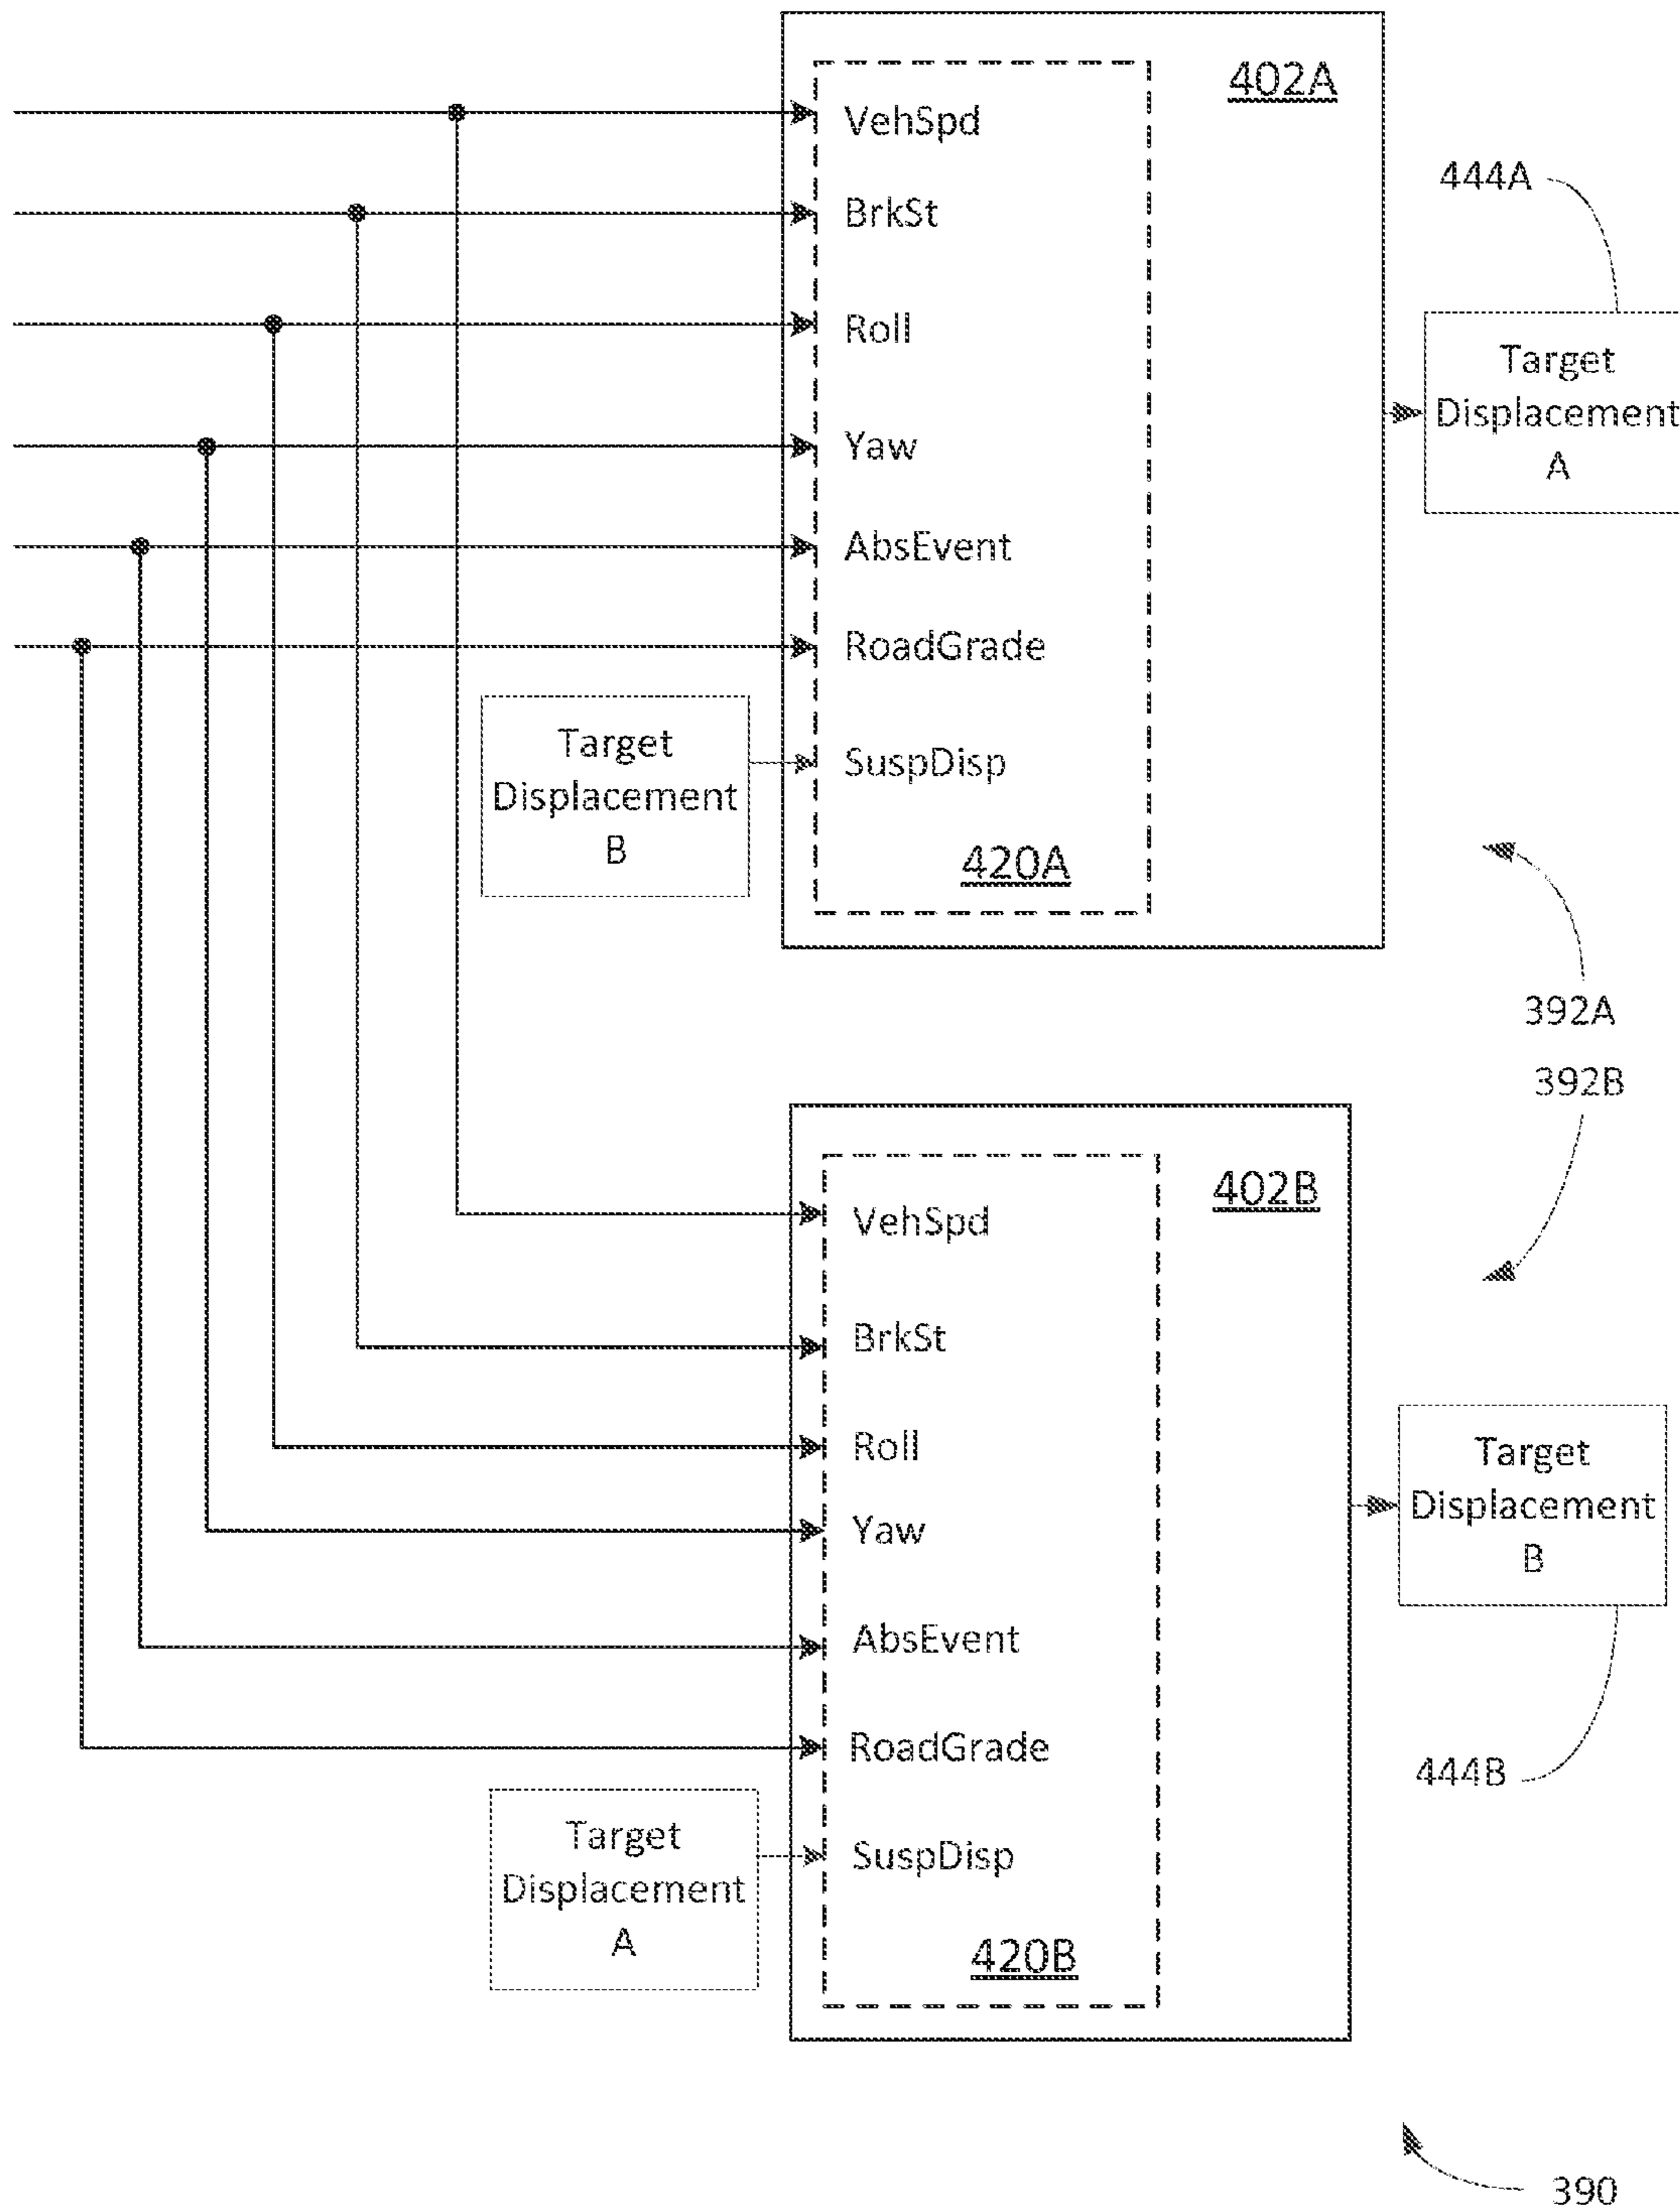 402A
VehSpd
444A
BrkSt
Roll
Target
Displacement
A
Yaw
AbsEvent
RoadGrade
Target
Displacement
B
SuspDisp
420A
392A
392B
402B
VehSpd
BrkSt
Roll
Target
Displacement
B
Yaw
AbsEvent
RoadGrade
444B
Target
Displacement
A
SuspDisp
420B
390